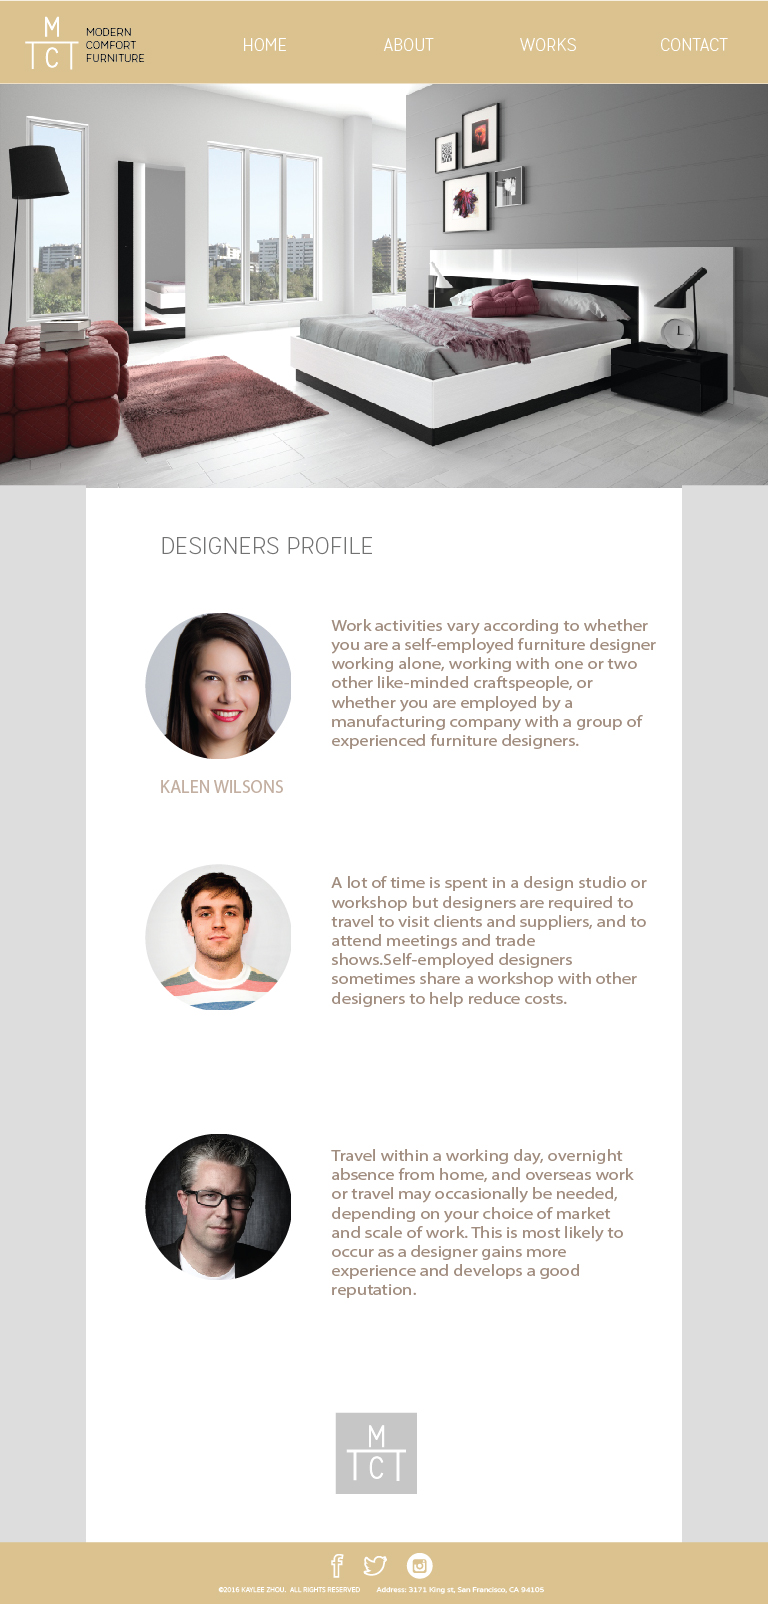 M
TCT
MODERN
COMFORT
FURNITURE
HOME
ABOUT
WORKS
CONTACT
DESIGNERS PROFILE
Work activities vary according to whether
you are a self-employed furniture designer
working alone, working with one or two
other like-minded craftspeople, or
whether you are employed by a
manufacturing company with a group of
experienced furniture designers.
KALEN WILSONS
A lot of time is spent in a design studio or
workshop but designers are required to
travel to visit clients and suppliers, and to
attend meetings and trade
shows.Self-employed designers
sometimes share a workshop with other
designers to help reduce costs.
Travel within a working day, overnight
absence from home, and overseas work
or travel may occasionally be needed,
depending on your choice of market
and scale of work. This is most likely to
occur as a designer gains more
experience and develops a good
reputation.
M
TCT
©2016 KAYLEE ZHOU. ALL RIGHTS RESERVED
Address: 3171 King st, San Francisco, CA 94105